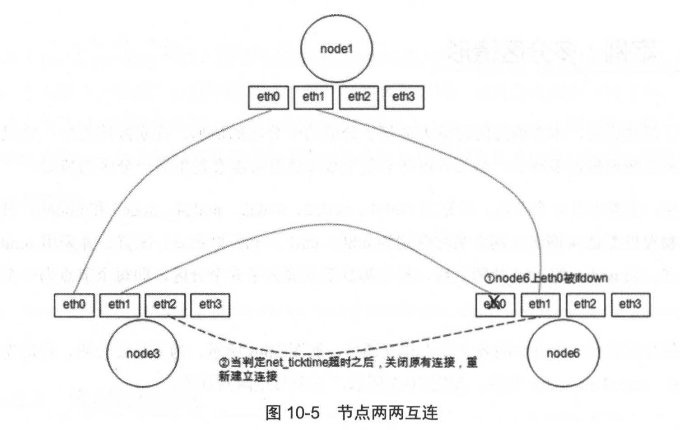 node1
eth0 eth1 eth2 eth3
①node6上eth0被ifdown
eth0 eth1 eth2 eth3
eth0 eth1 eth2 eth3
node3
node6
②当判定net_ticktime超时之后，关闭原有连接，重
新建立连接
图 10-5 节点两两互连